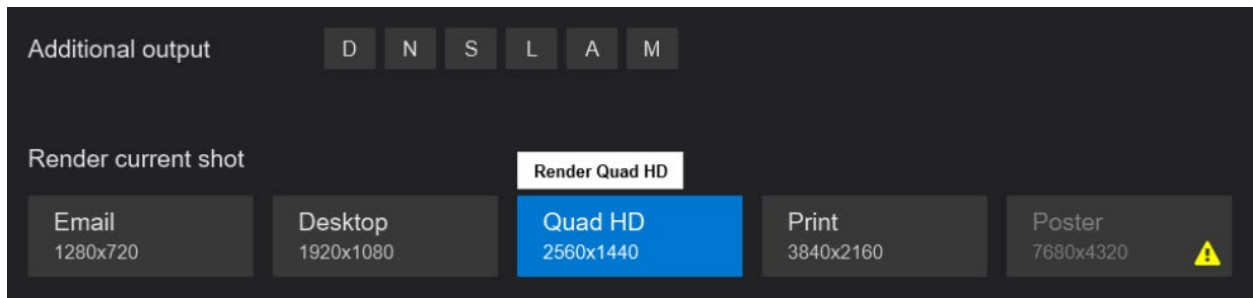 Additional output D N S L A M
Render current shot
Render Quad HD
Email
1280x720
Desktop
1920x1080
Quad HD
2560x1440
Print
3840x2160
Poster
7680x4320